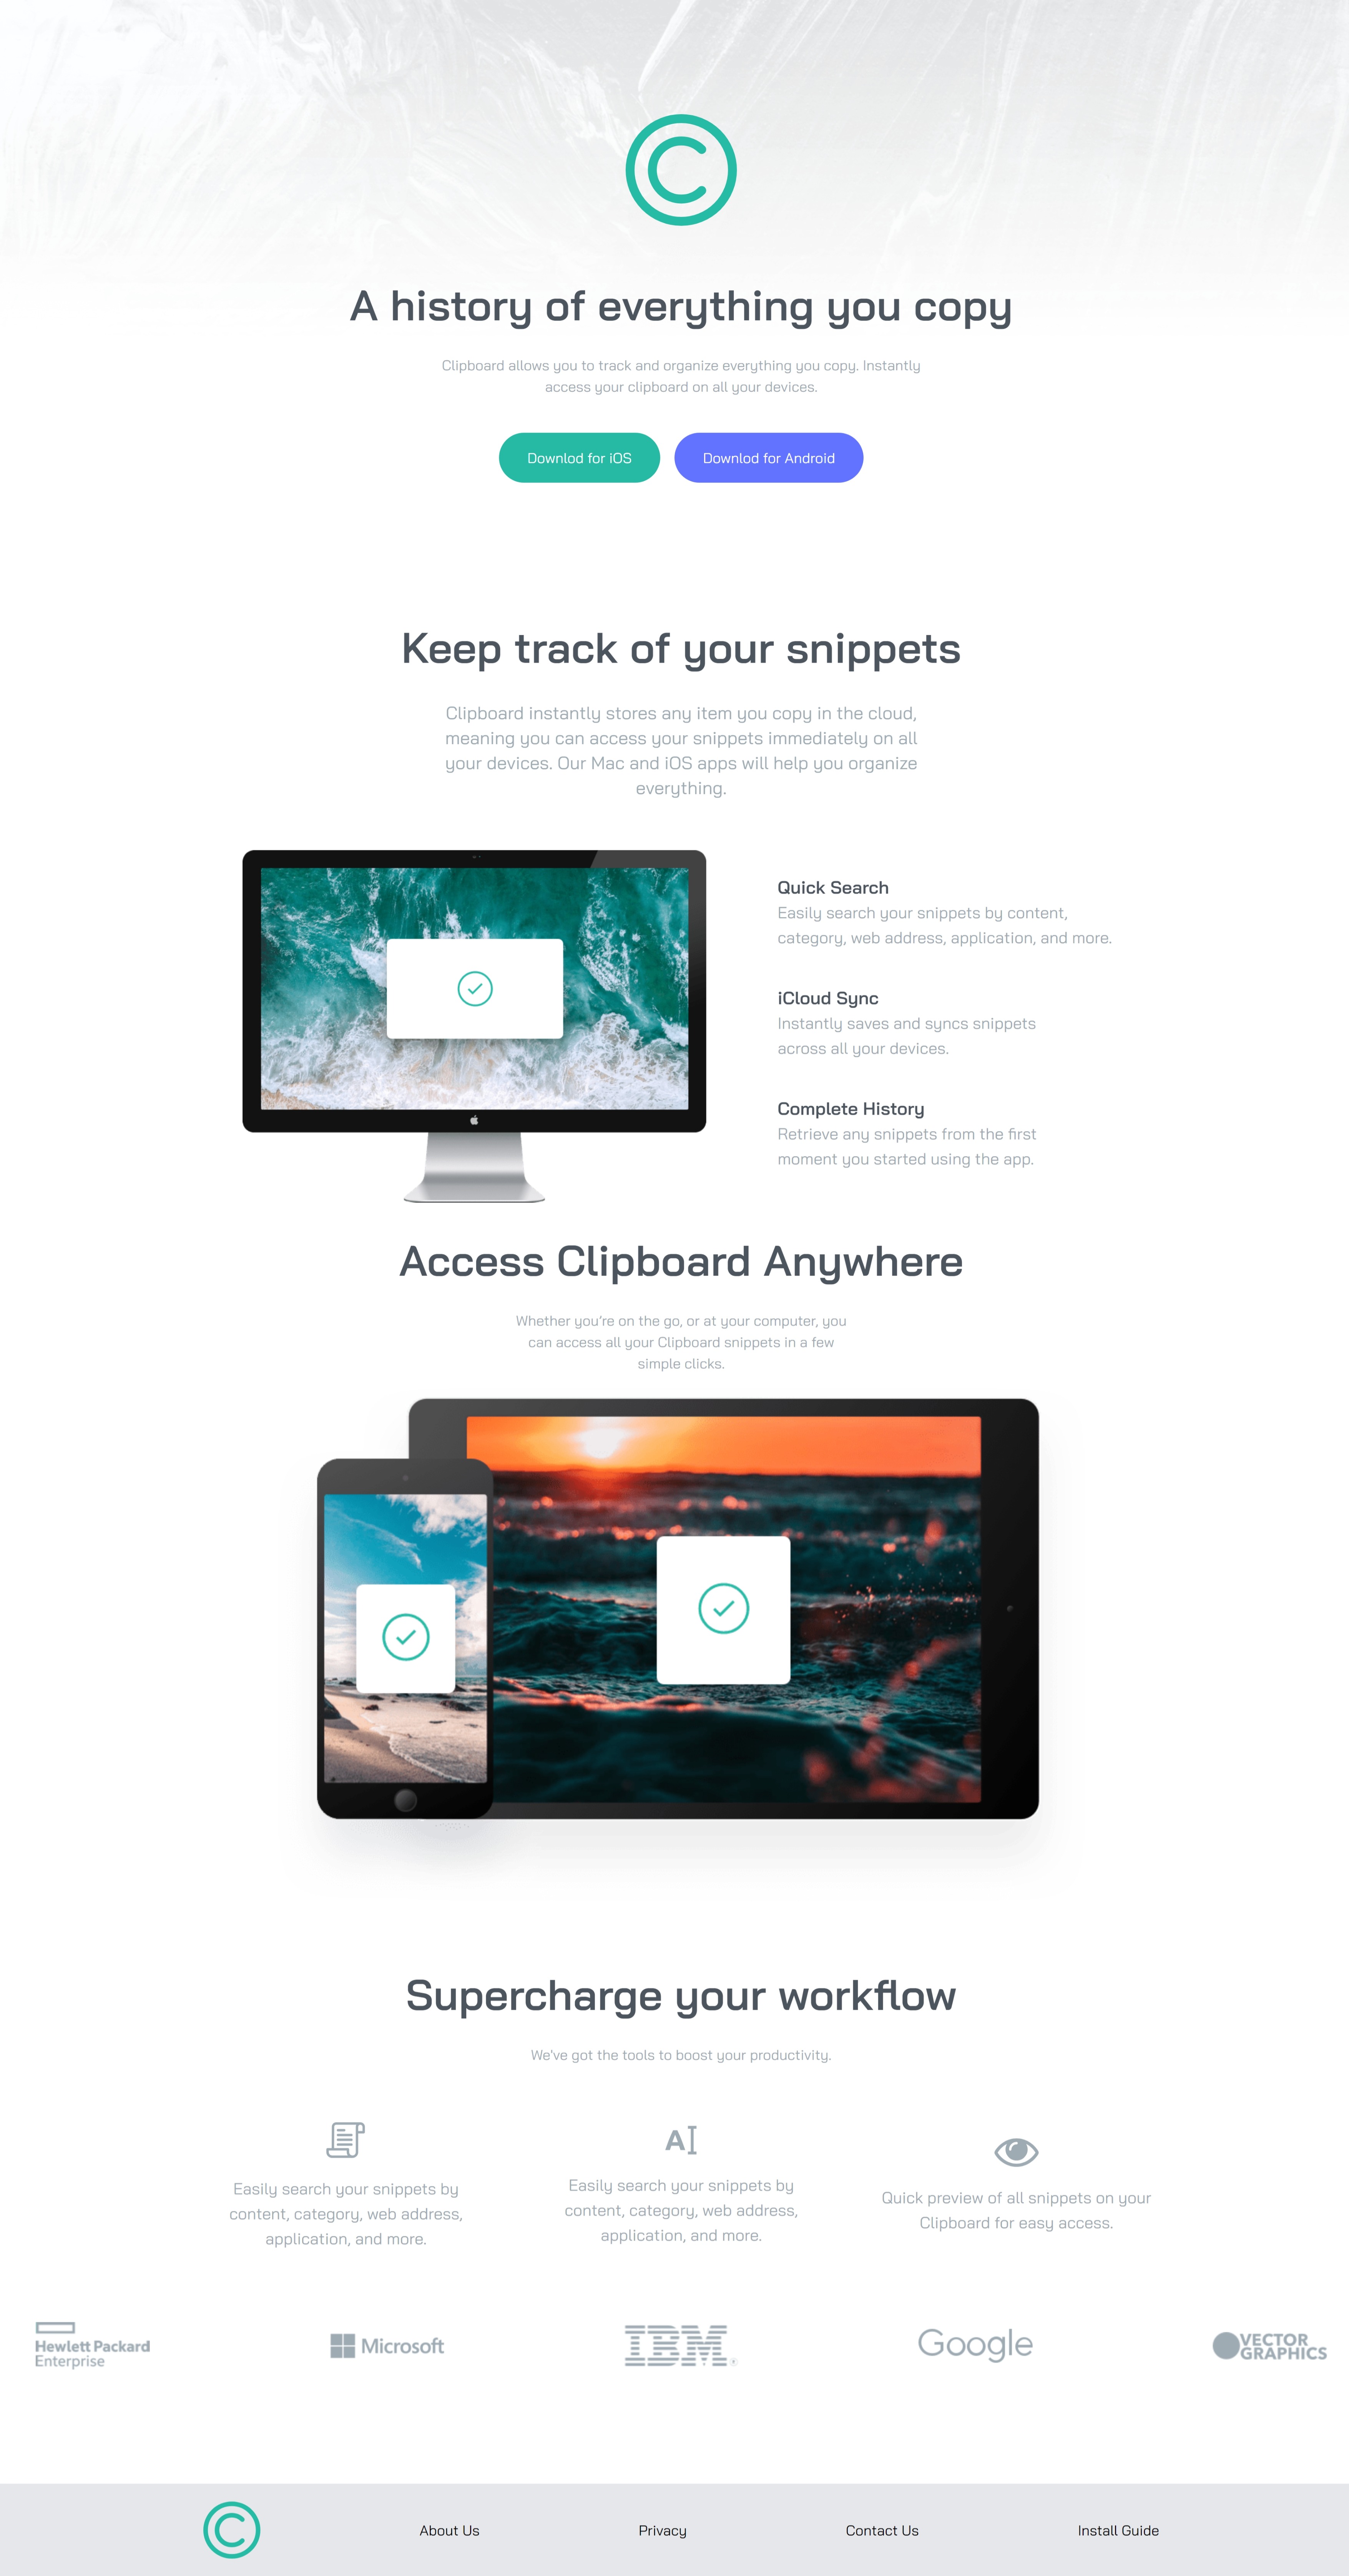 A history of everything you copy
Clipboard allows you to track and organize everything you copy. Instantly
access your clipboard on all your devices.
Downlod for iOS
Downlod for Android
Keep track of your snippets
Clipboard instantly stores any item you copy in the cloud,
meaning you can access your snippets immediately on all
your devices. Our Mac and iOS apps will help you organize
everything.
Quick Search
Easily search your snippets by content,
category, web address, application, and more.
iCloud Sync
Instantly saves and syncs snippets
across all your devices.
Complete History
Retrieve any snippets from the first
moment you started using the app.
Access Clipboard Anywhere
Whether you're on the go, or at your computer, you
can access all your Clipboard snippets in a few
simple clicks.
Supercharge your workflow
We've got the tools to boost your productivity.
A
Easily search your snippets by
content, category, web address,
application, and more.
Easily search your snippets by
content, category, web address,
application, and more.
Quick preview of all snippets on your
Clipboard for easy access.
Hewlett Packard
Enterprise
Microsoft
IBM
Google
VECTOR
GRAPHICS
About Us
Privacy
Contact Us
Install Guide